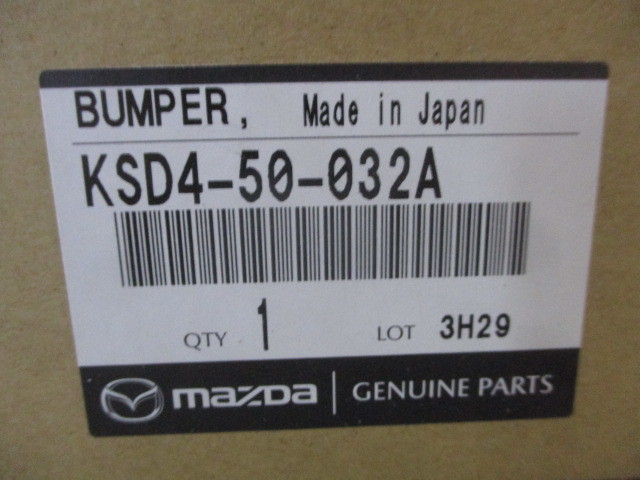 BUMPER, Made in Japan
KSD4-50-032A
QTY 1 LOT 3H29
mazda GENUINE PARTS